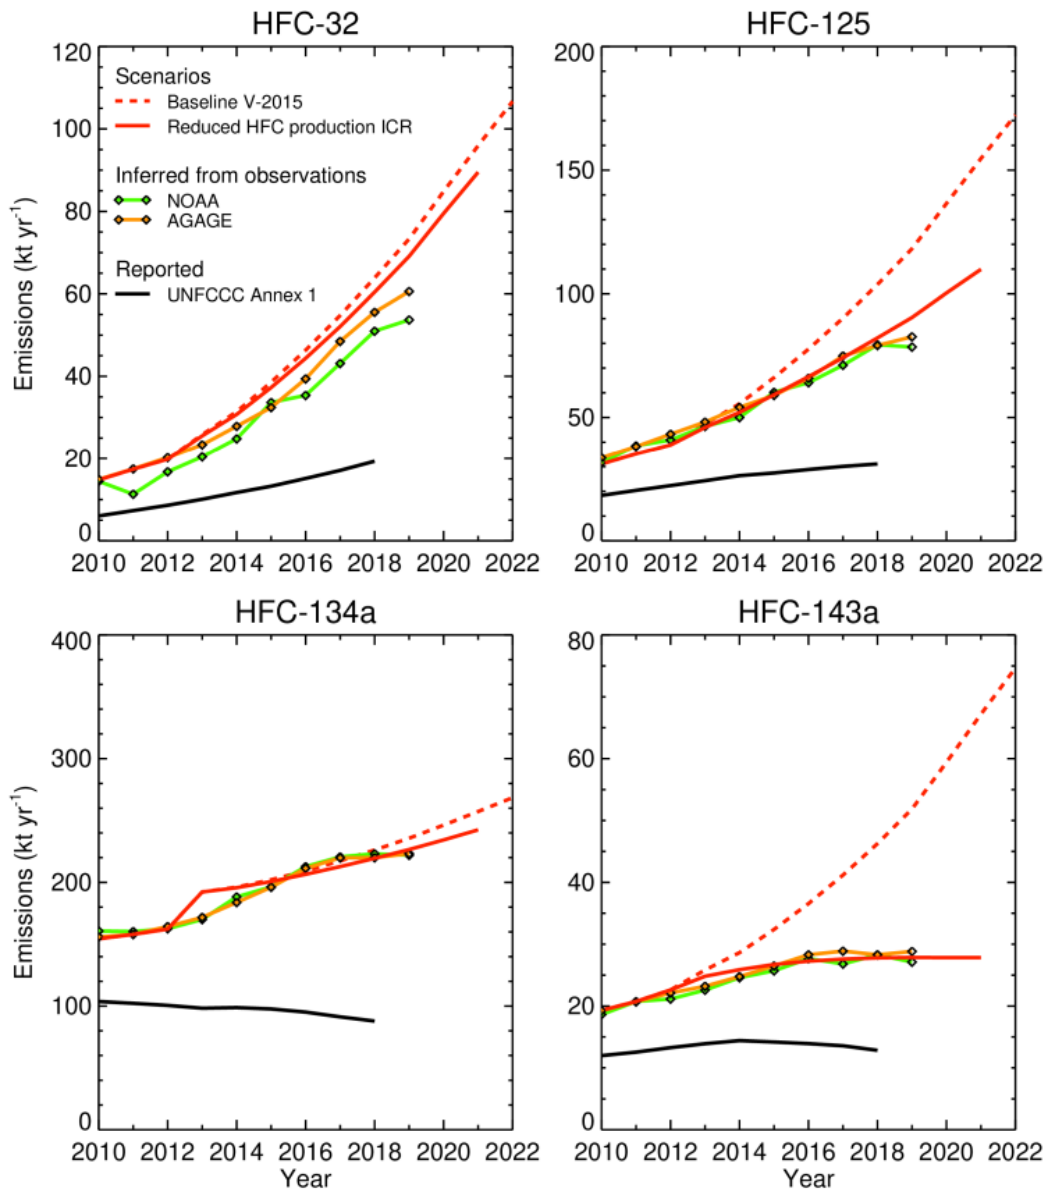 HFC-32
120
100
80
60
40
20
0
Emissions (kt yr⁻¹)
Scenarios
Baseline V-2015
Reduced HFC production ICR
Inferred from observations
NOAA
AGAGE
Reported
UNFCCC Annex 1
2010 2012 2014 2016 2018 2020 2022
HFC-125
200
150
100
50
0
2010 2012 2014 2016 2018 2020 2022
HFC-134a
400
300
200
100
0
Emissions (kt yr⁻¹)
2010 2012 2014 2016 2018 2020 2022
Year
HFC-143a
80
60
40
20
0
2010 2012 2014 2016 2018 2020 2022
Year